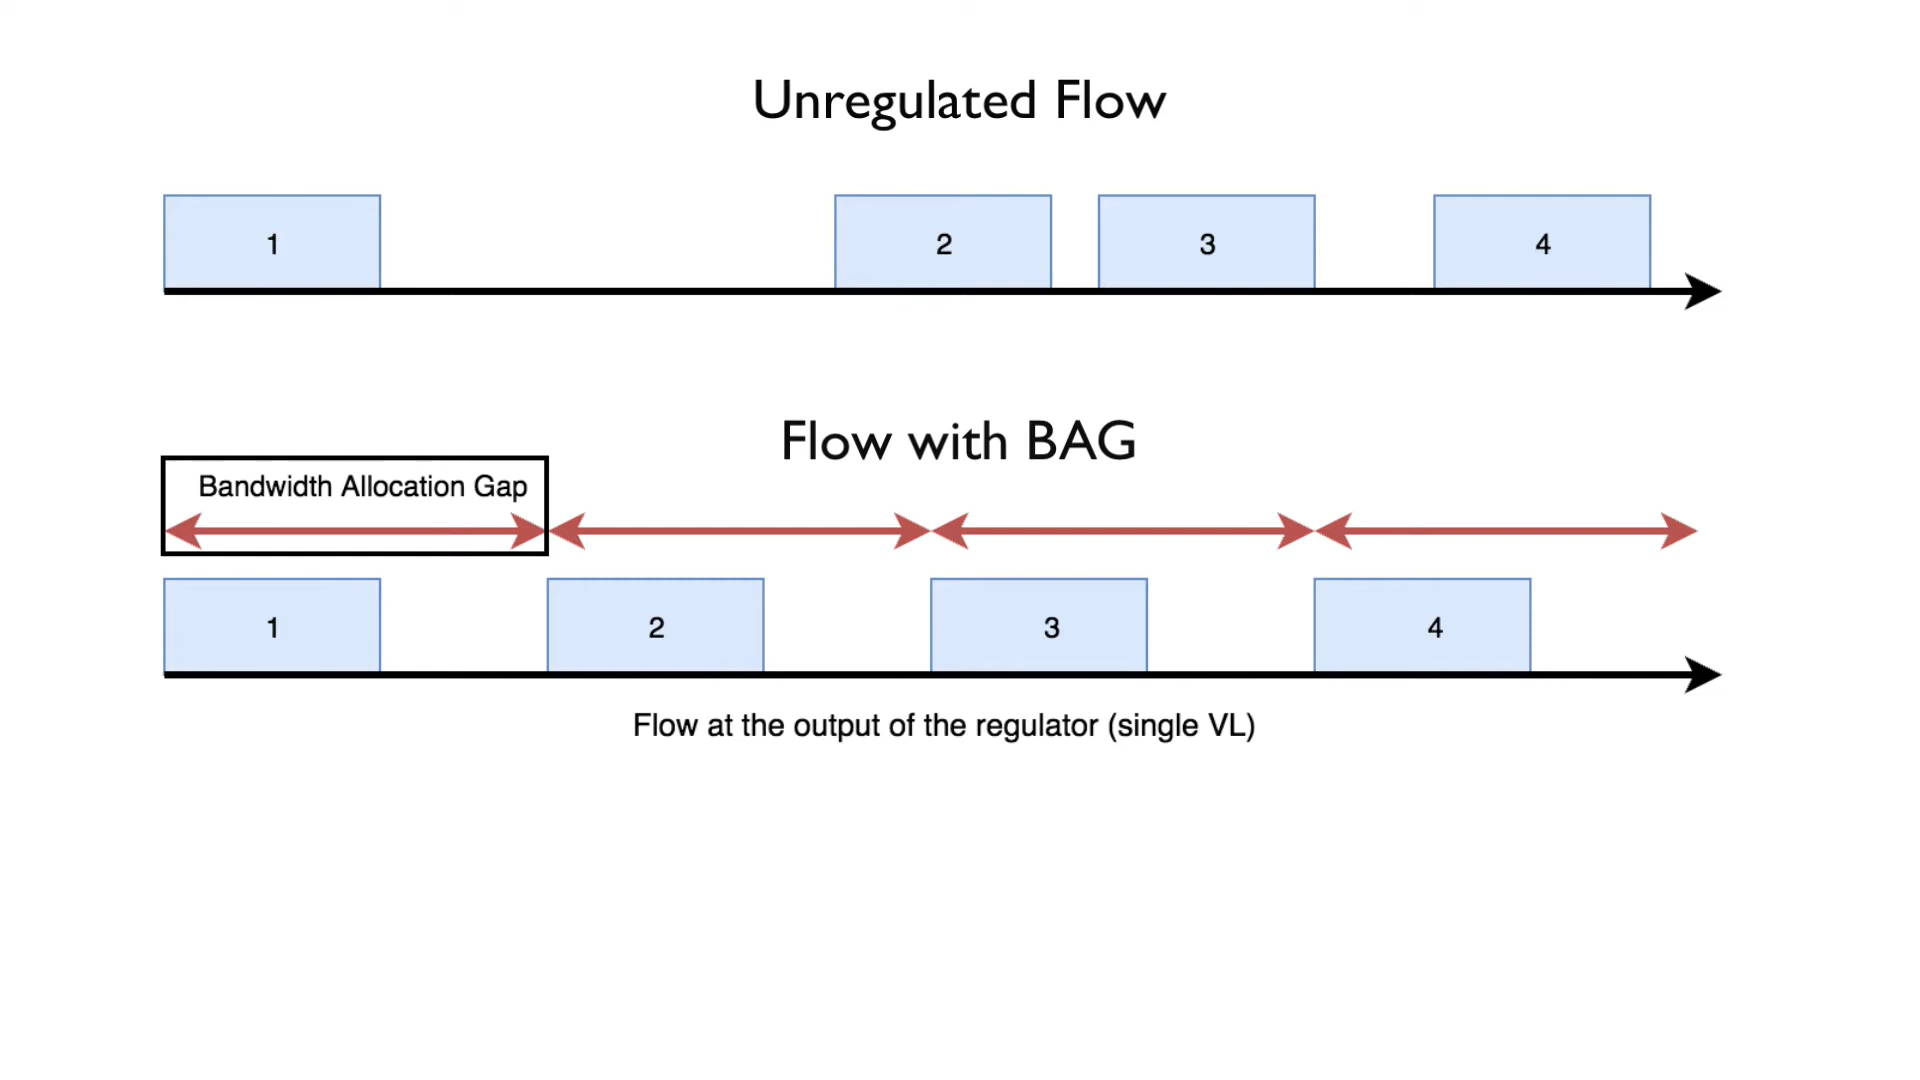 Unregulated Flow
1
2
3
4
Flow with BAG
Bandwidth Allocation Gap
1
2
3
4
Flow at the output of the regulator (single VL)